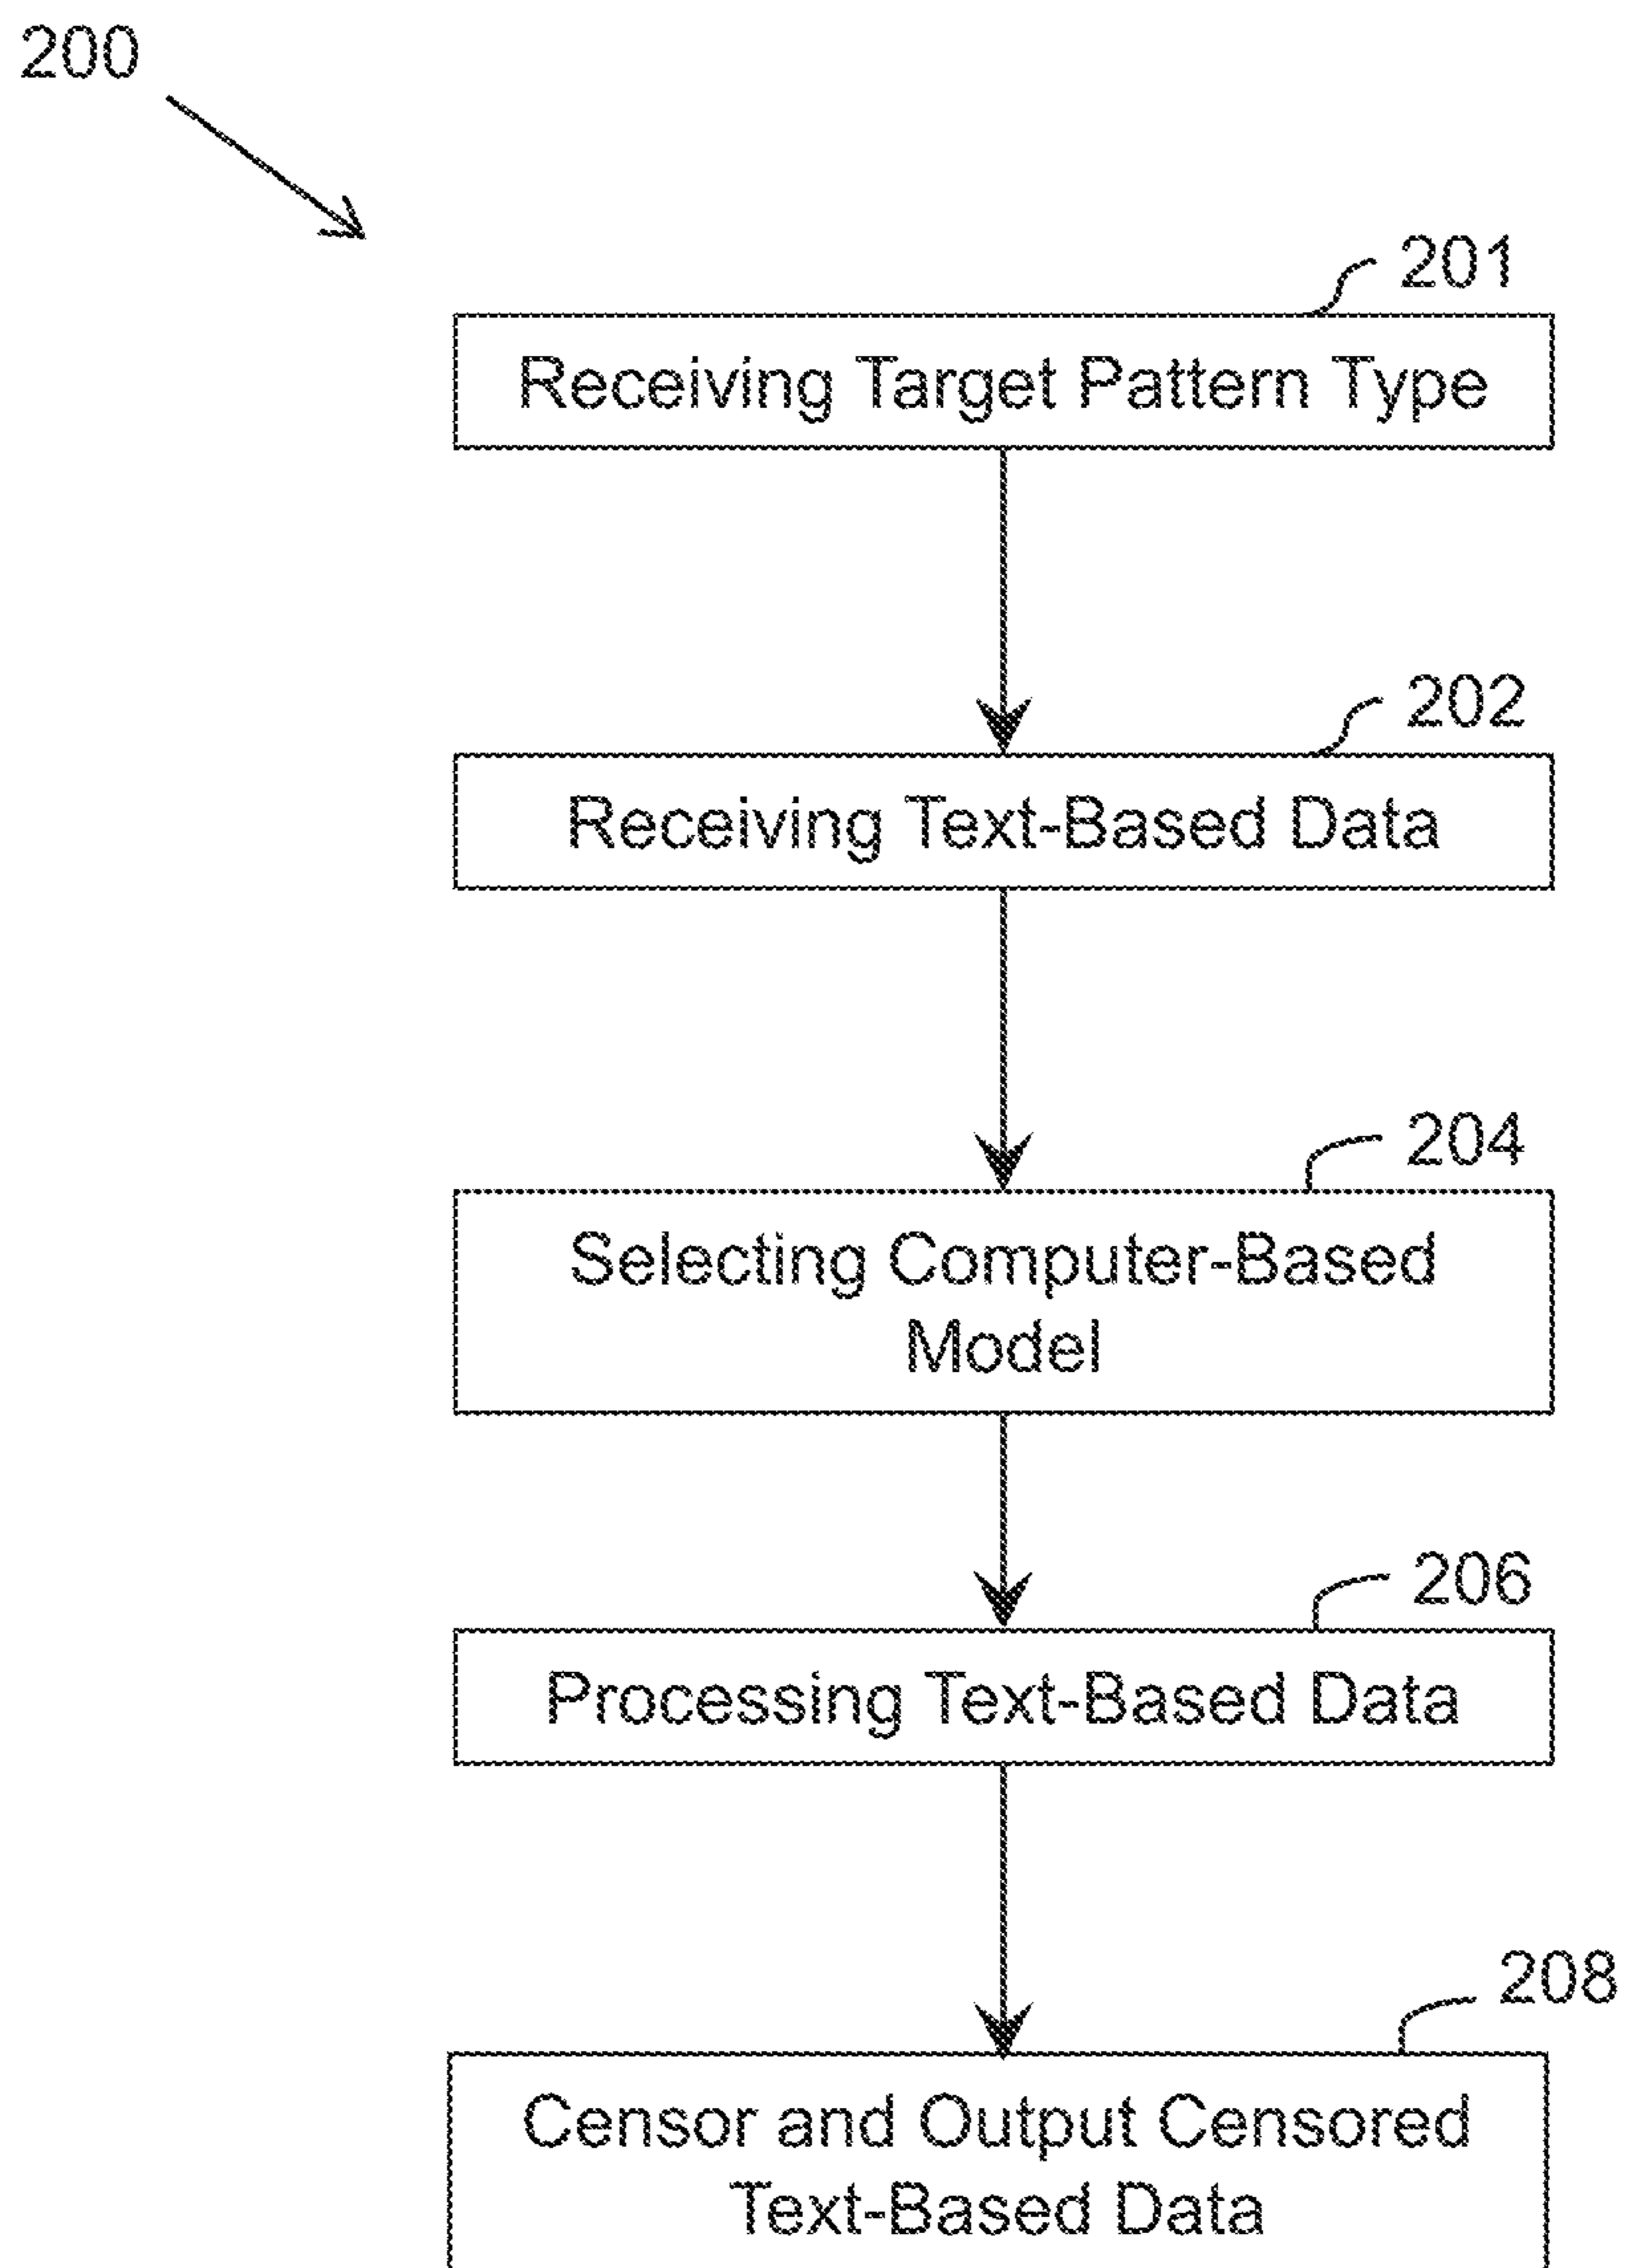 200
201
Receiving Target Pattern Type
202
Receiving Text-Based Data
204
Selecting Computer-Based
Model
206
Processing Text-Based Data
208
Censor and Output Censored
Text-Based Data